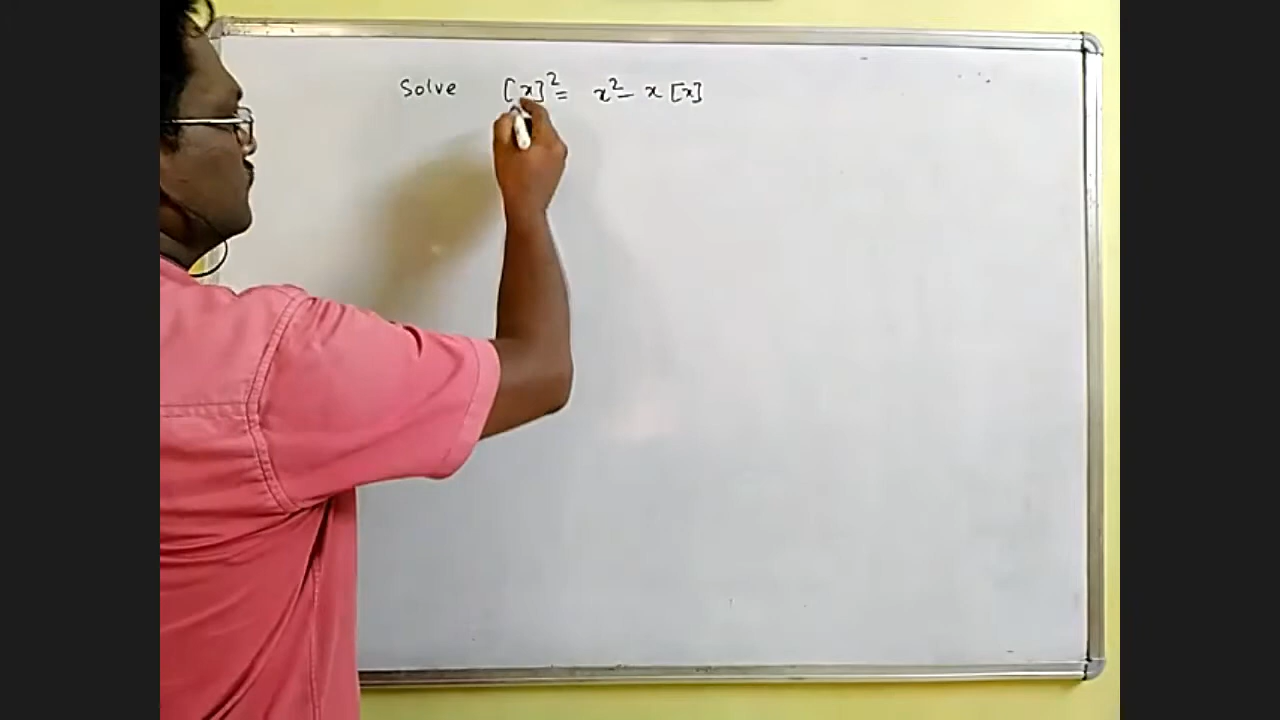 Solve [x]² = x² - x [x]